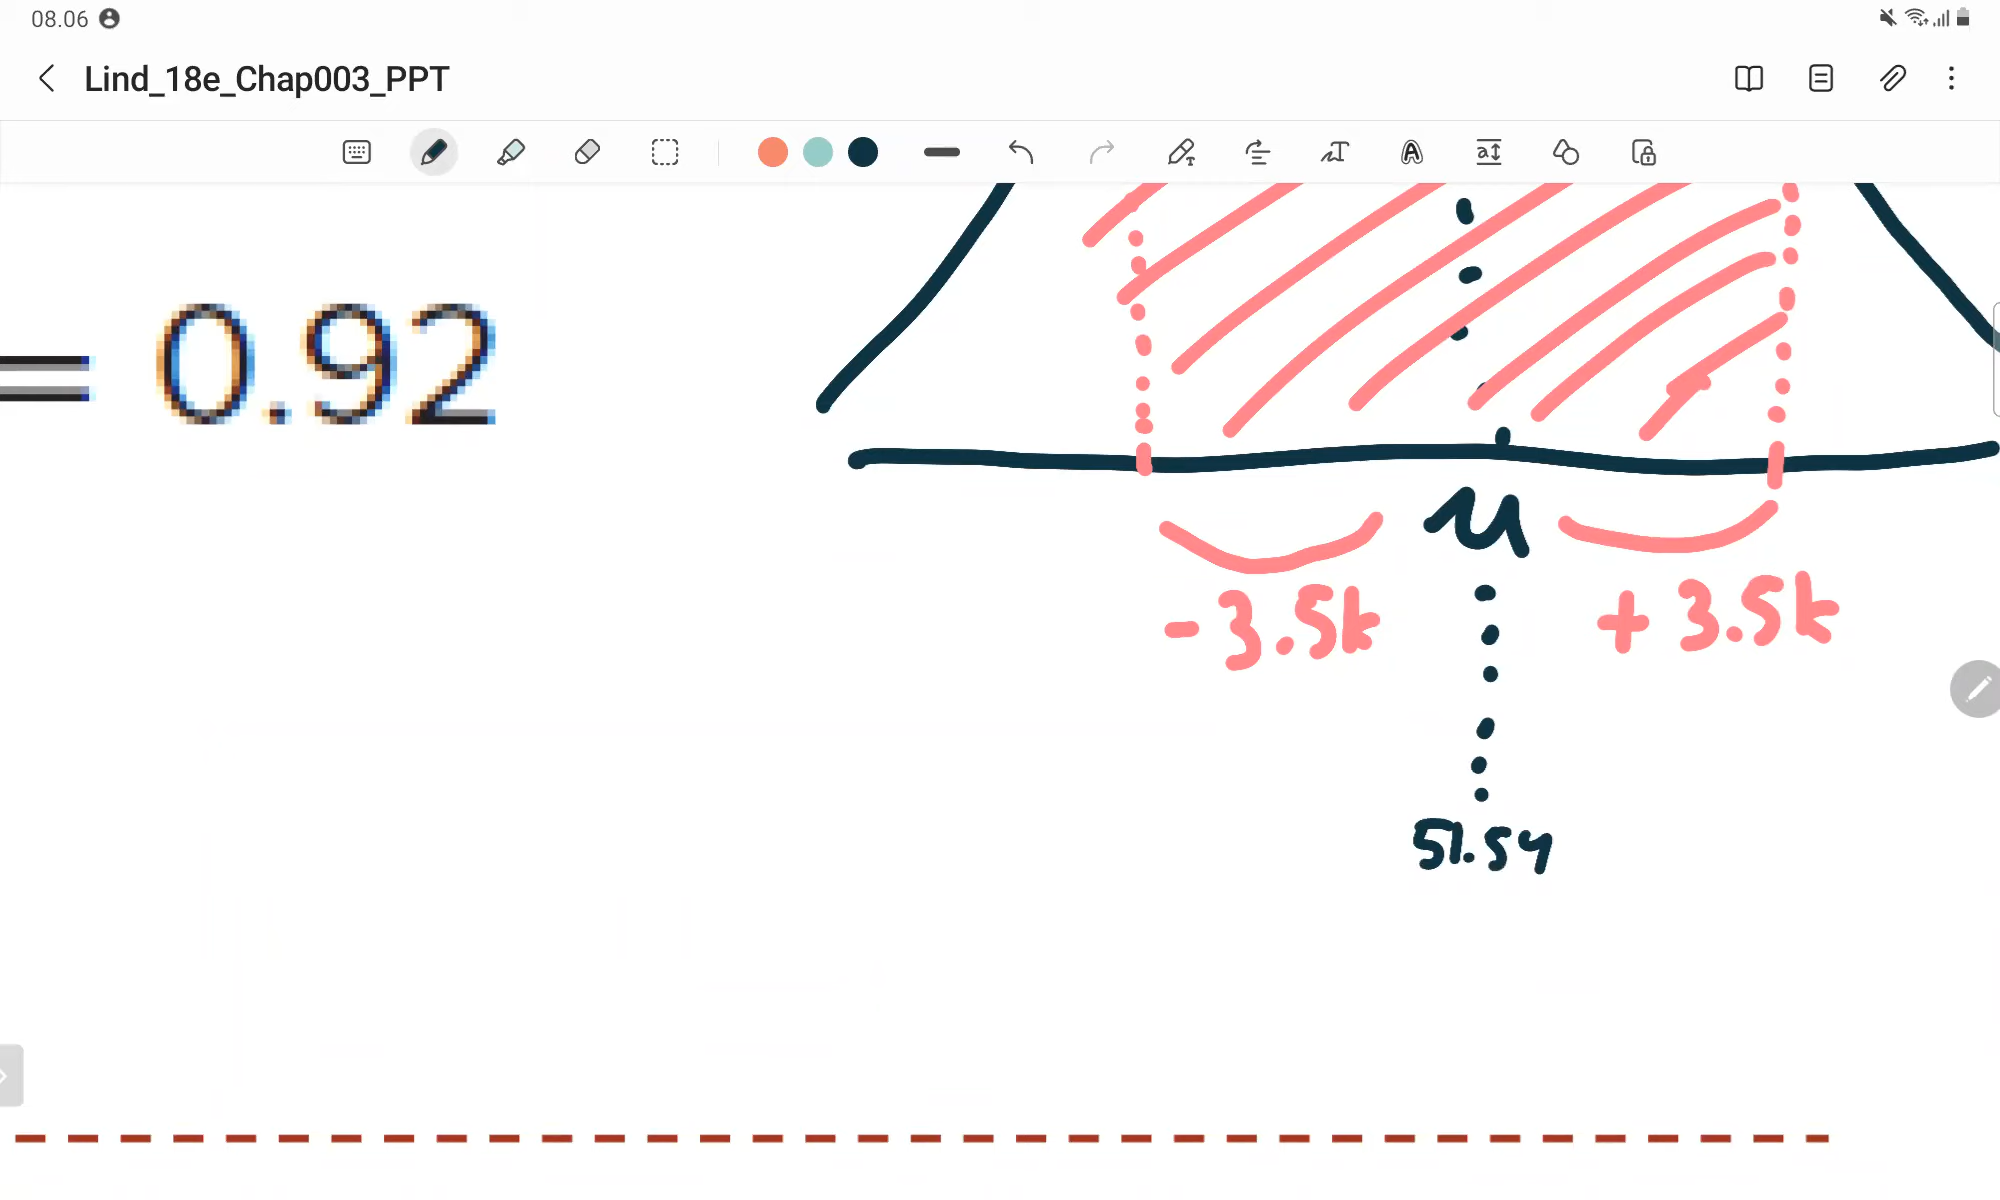 08.06
Lind_18e_Chap003_PPT
= 0.92
μ
- 3.5k
+ 3.5k
51.54